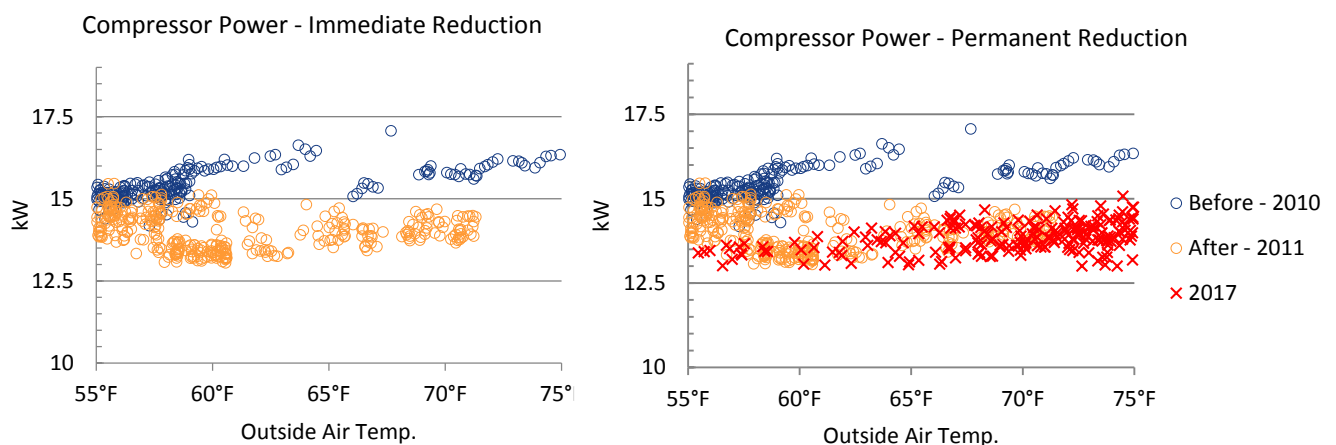 Compressor Power - Immediate Reduction
17.5
15
12.5
10
kW
55°F 60°F 65°F 70°F 75°F
Outside Air Temp.
Compressor Power - Permanent Reduction
17.5
15
12.5
10
kW
55°F 60°F 65°F 70°F 75°F
Outside Air Temp.
Before - 2010
After - 2011
2017